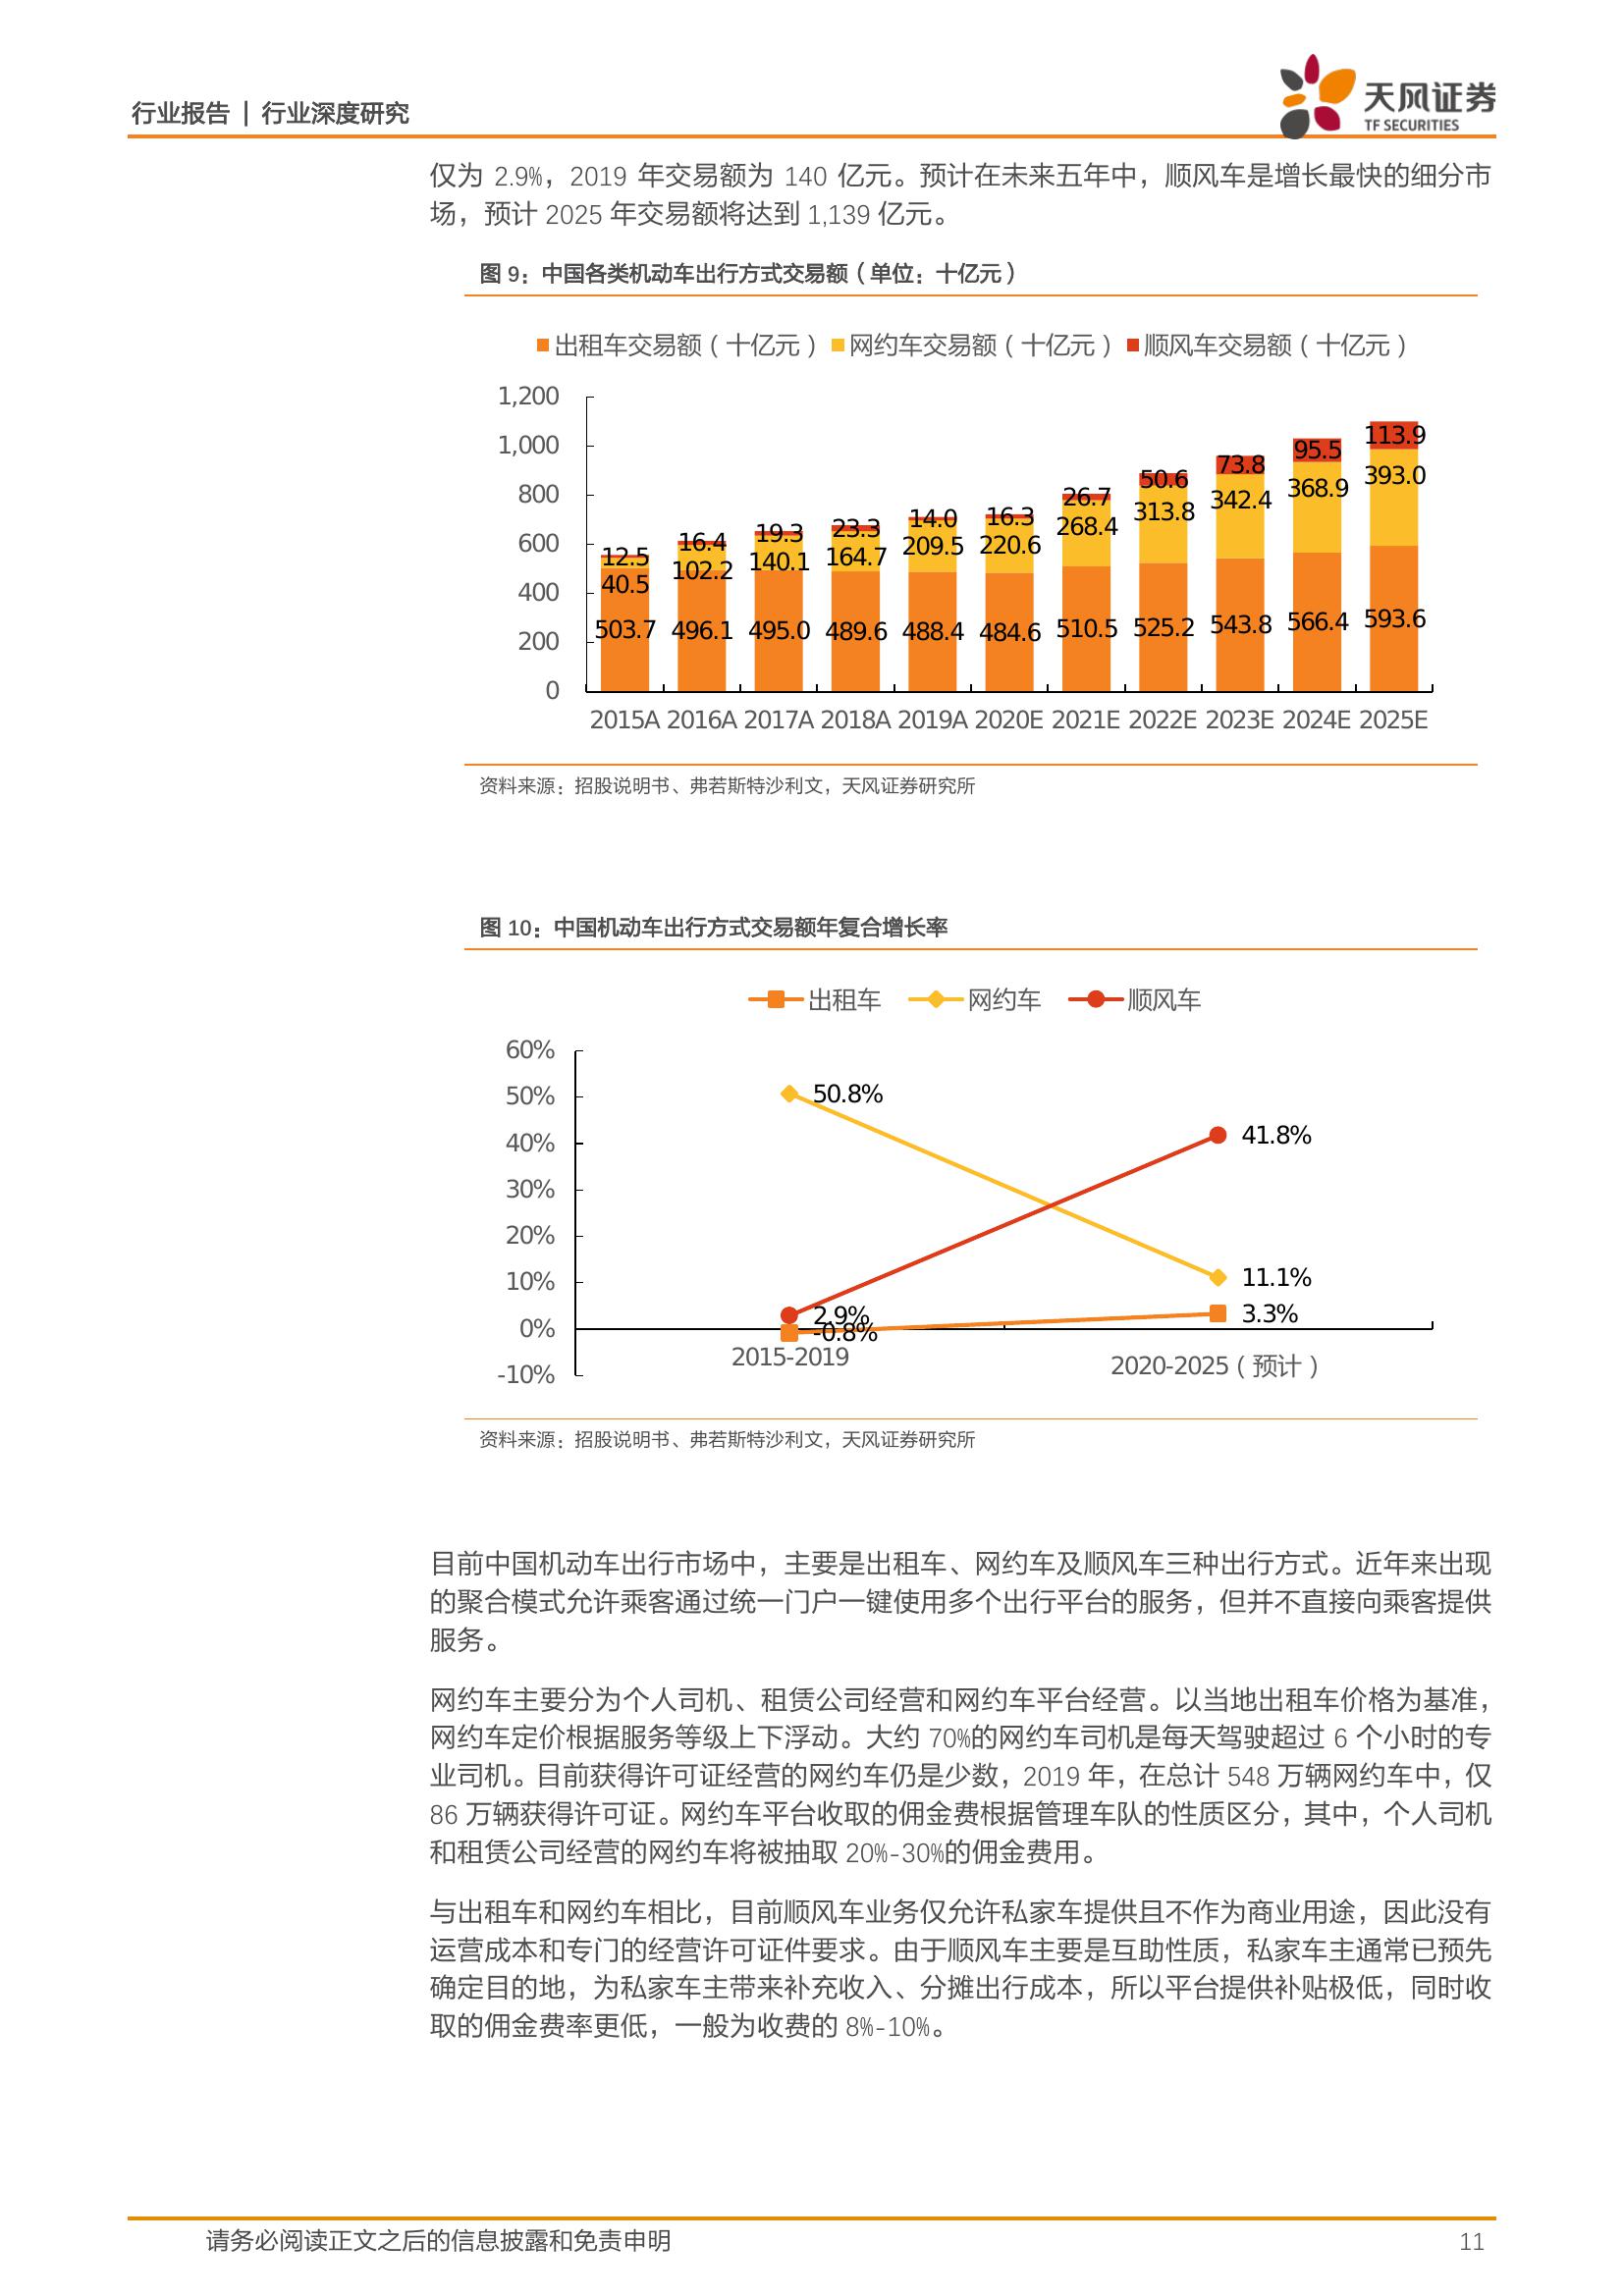 行业报告 | 行业深度研究
天风证券
TF SECURITIES
仅为 2.9%，2019 年交易额为 140 亿元。预计在未来五年中，顺风车是增长最快的细分市
场，预计 2025 年交易额将达到 1,139 亿元。
图 9：中国各类机动车出行方式交易额（单位：十亿元）
出租车交易额（十亿元） 网约车交易额（十亿元） 顺风车交易额（十亿元）
1,200
1,000
800
600
400
200
0
12.5 16.4 19.3 23.3 14.0 16.3 26.7 50.6 73.8 95.5 113.9
40.5 102.2 140.1 164.7 209.5 220.6 268.4 313.8 342.4 368.9 393.0
503.7 496.1 495.0 489.6 488.4 484.6 510.5 525.2 543.8 566.4 593.6
2015A 2016A 2017A 2018A 2019A 2020E 2021E 2022E 2023E 2024E 2025E
资料来源：招股说明书、弗若斯特沙利文，天风证券研究所
图 10：中国机动车出行方式交易额年复合增长率
出租车 网约车 顺风车
60%
50%
40%
30%
20%
10%
0%
-10%
50.8%
41.8%
11.1%
3.3%
2.9%
-0.8%
2015-2019 2020-2025（预计）
资料来源：招股说明书、弗若斯特沙利文，天风证券研究所
目前中国机动车出行市场中，主要是出租车、网约车及顺风车三种出行方式。近年来出现
的聚合模式允许乘客通过统一门户一键使用多个出行平台的服务，但并不直接向乘客提供
服务。
网约车主要分为个人司机、租赁公司经营和网约车平台经营。以当地出租车价格为基准，
网约车定价根据服务等级上下浮动。大约 70%的网约车司机是每天驾驶超过 6 个小时的专
业司机。目前获得许可证经营的网约车仍是少数，2019 年，在总计 548 万辆网约车中，仅
86 万辆获得许可证。网约车平台收取的佣金费根据管理车队的性质区分，其中，个人司机
和租赁公司经营的网约车将被抽取 20%-30%的佣金费用。
与出租车和网约车相比，目前顺风车业务仅允许私家车提供且不作为商业用途，因此没有
运营成本和专门的经营许可证件要求。由于顺风车主要是互助性质，私家车主通常已预先
确定目的地，为私家车主带来补充收入、分摊出行成本，所以平台提供补贴极低，同时收
取的佣金费率更低，一般为收费的 8%-10%。
请务必阅读正文之后的信息披露和免责申明 11